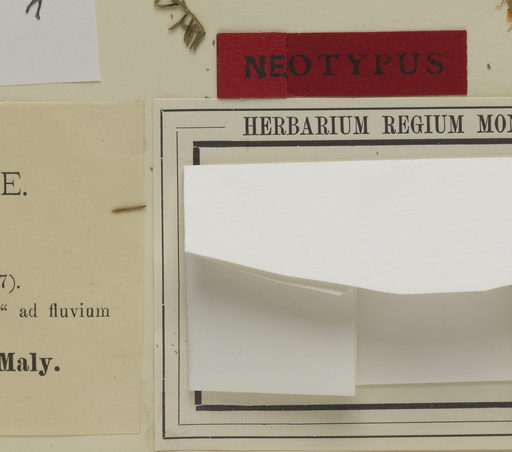 NEOTYPUS
HERBARIUM REGIUM MON
E.
7).
“ ad fluvium
Maly.